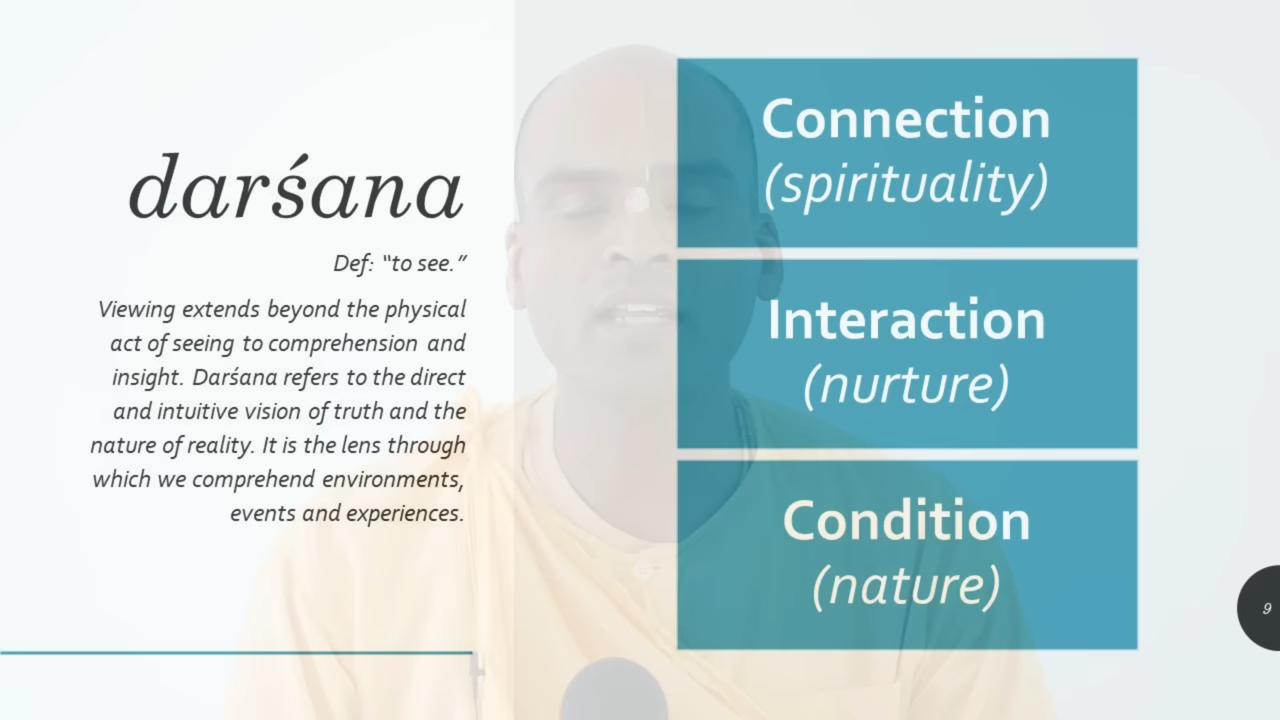 darśana
Def: “to see.”
Viewing extends beyond the physical
act of seeing to comprehension and
insight. Darśana refers to the direct
and intuitive vision of truth and the
nature of reality. It is the lens through
which we comprehend environments,
events and experiences.
Connection
(spirituality)
Interaction
(nurture)
Condition
(nature)
9